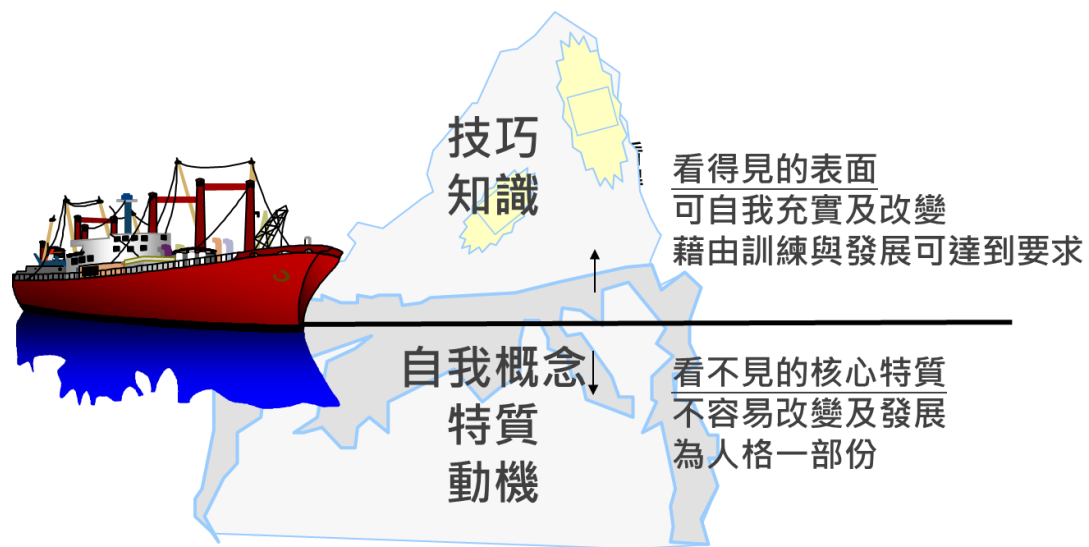 技巧
知識
看得見的表面
可自我充實及改變
藉由訓練與發展可達到要求
自我概念
特質
動機
看不見的核心特質
不容易改變及發展
為人格一部份